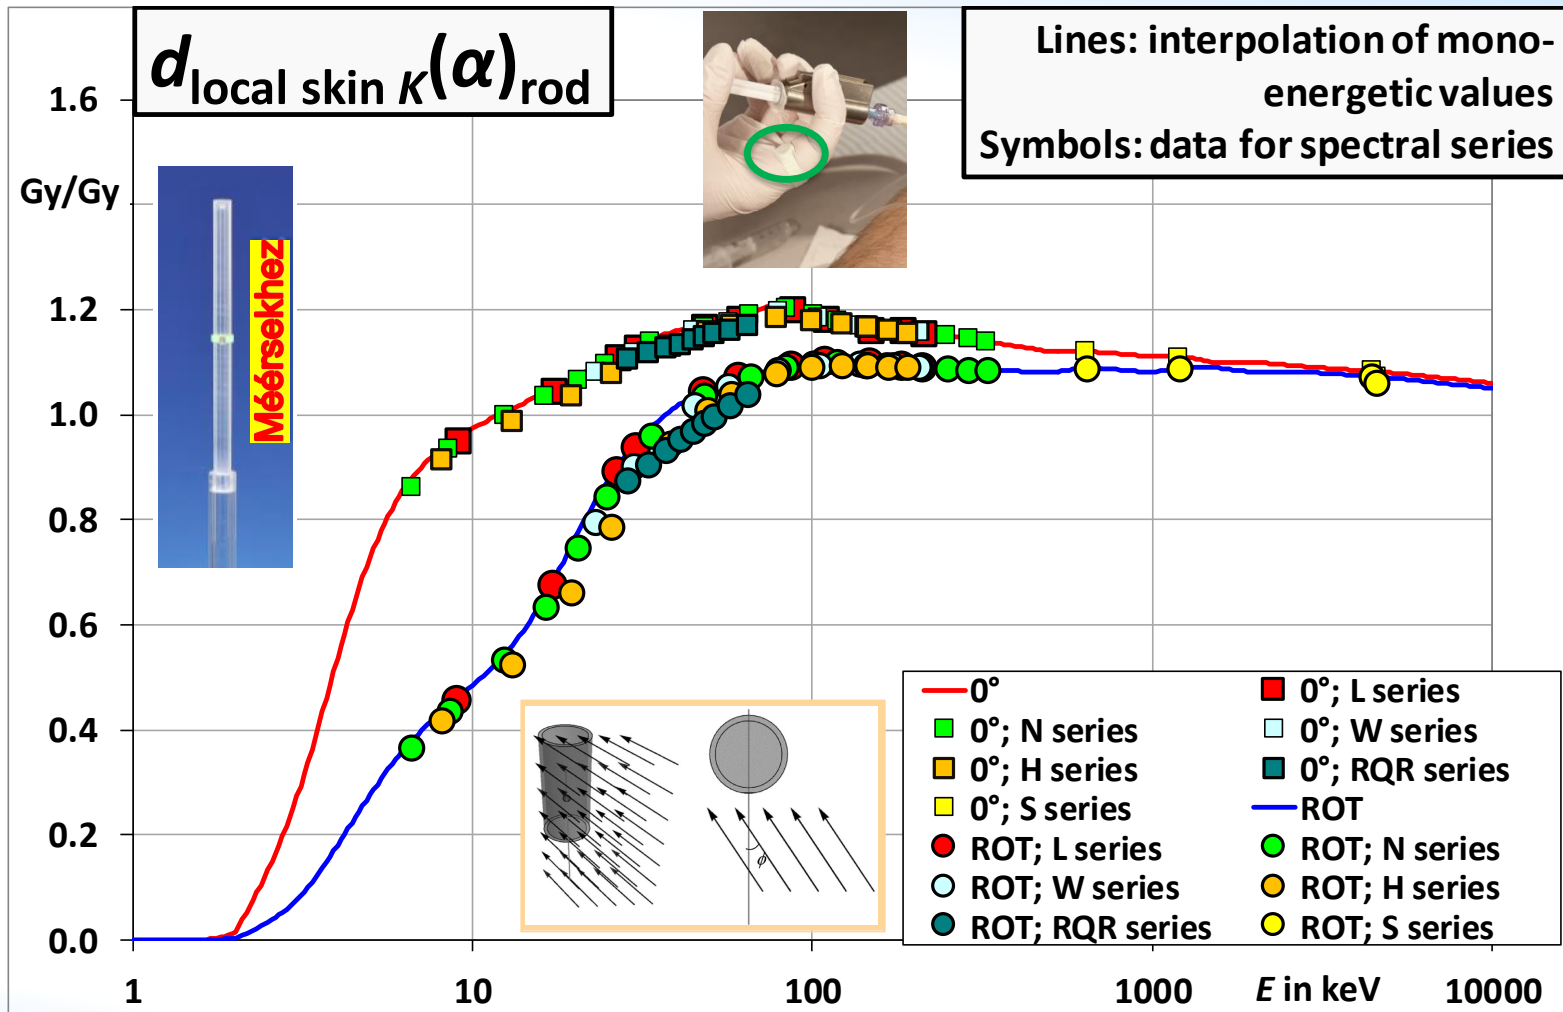 d local skin K(α)rod
Lines: interpolation of mono-
energetic values
Symbols: data for spectral series
Gy/Gy
1.6
1.2
1.0
0.8
0.6
0.4
0.2
0.0
Méérsekhez
1
10
100
1000
E in keV
10000
0°
0°; L series
0°; N series
0°; W series
0°; H series
0°; RQR series
0°; S series
ROT
ROT; L series
ROT; N series
ROT; W series
ROT; H series
ROT; RQR series
ROT; S series
ϕ